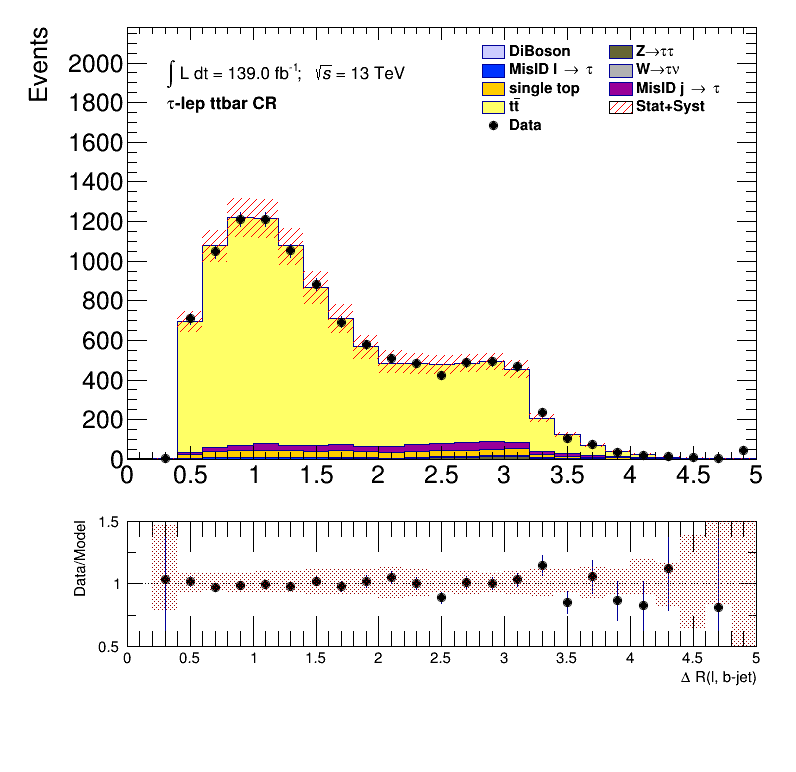 Events
2000
1800
1600
1400
1200
1000
800
600
400
200
0
∫ L dt = 139.0 fb⁻¹; √s = 13 TeV
τ-lep ttbar CR
DiBoson
MisID l → τ
single top
tt̄
Data
Z→ττ
W→τν
MisID j → τ
Stat+Syst
0 0.5 1 1.5 2 2.5 3 3.5 4 4.5 5
Data/Model
1.5
1
0.5
0 0.5 1 1.5 2 2.5 3 3.5 4 4.5 5
Δ R(l, b-jet)